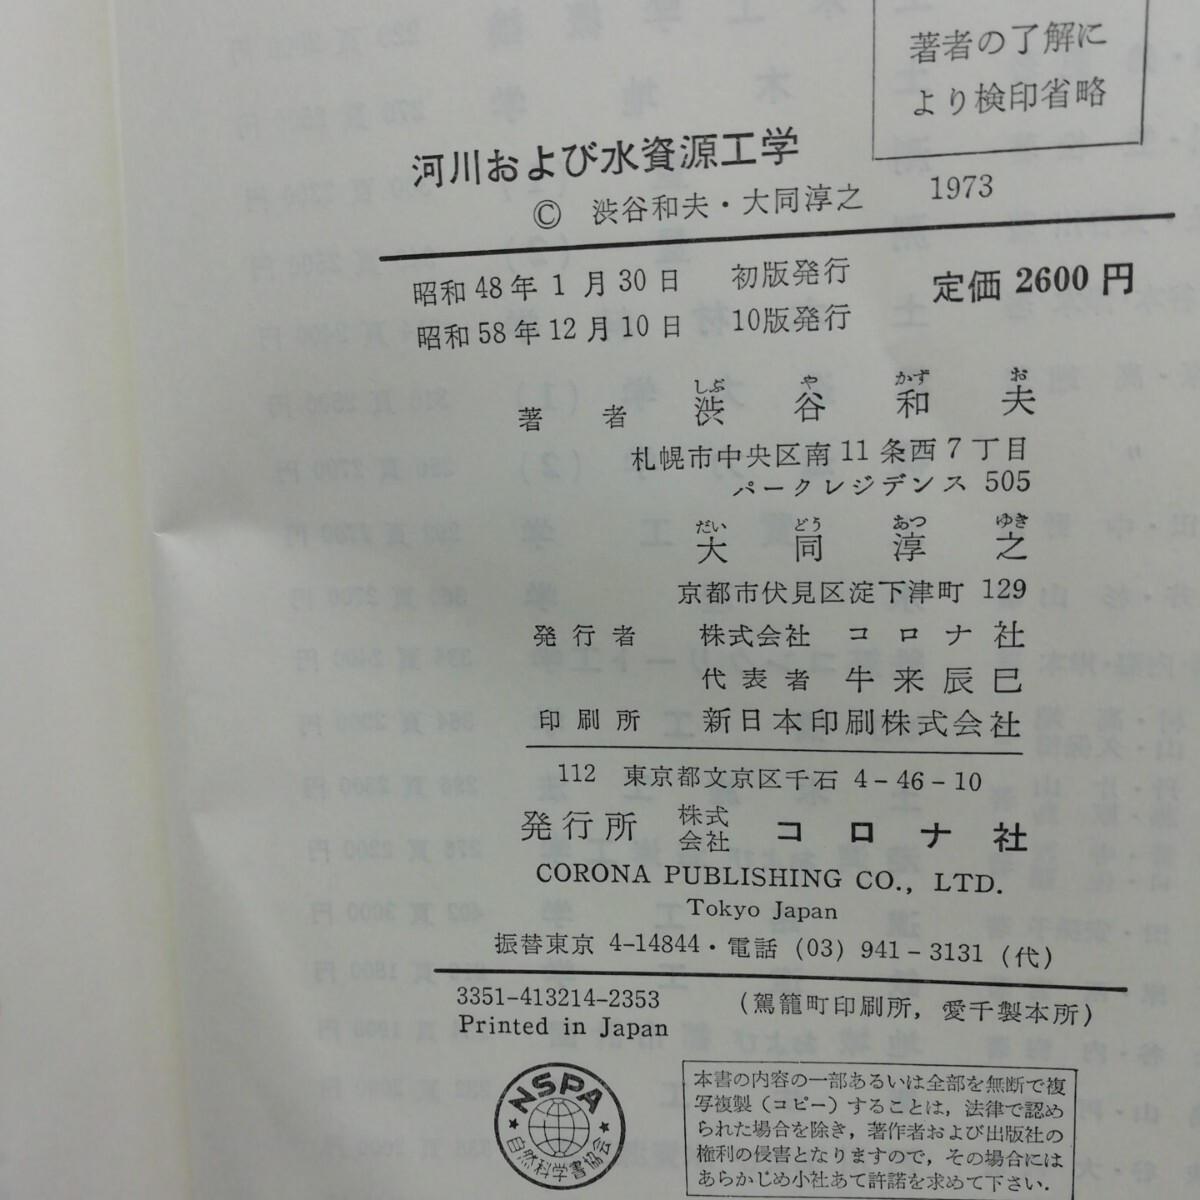 著者の了解に
より検印省略
河川および水資源工学
© 渋谷和夫・大同淳之 1973
昭和48年1月30日 初版発行
昭和58年12月10日 10版発行
定価 2600円
著者 渋谷和夫
しぶ や かず お
札幌市中央区南11条西7丁目
パークレジデンス 505
大同淳之
だい どう あつ ゆき
京都市伏見区淀下津町 129
発行者 株式会社 コロナ社
代表者 牛来辰巳
印刷所 新日本印刷株式会社
112 東京都文京区千石 4-46-10
発行所 株式会社 コロナ社
CORONA PUBLISHING CO., LTD.
Tokyo Japan
振替東京 4-14844・電話 (03) 941-3131 (代)
3351-413214-2353 (駕籠町印刷所,愛千製本所)
Printed in Japan
NSPA
自然科学書協会
本書の内容の一部あるいは全部を無断で複
写複製(コピー)することは,法律で認め
られた場合を除き,著作者および出版社の
権利の侵害となりますので,その場合には
あらかじめ小社あて許諾を求めて下さい.